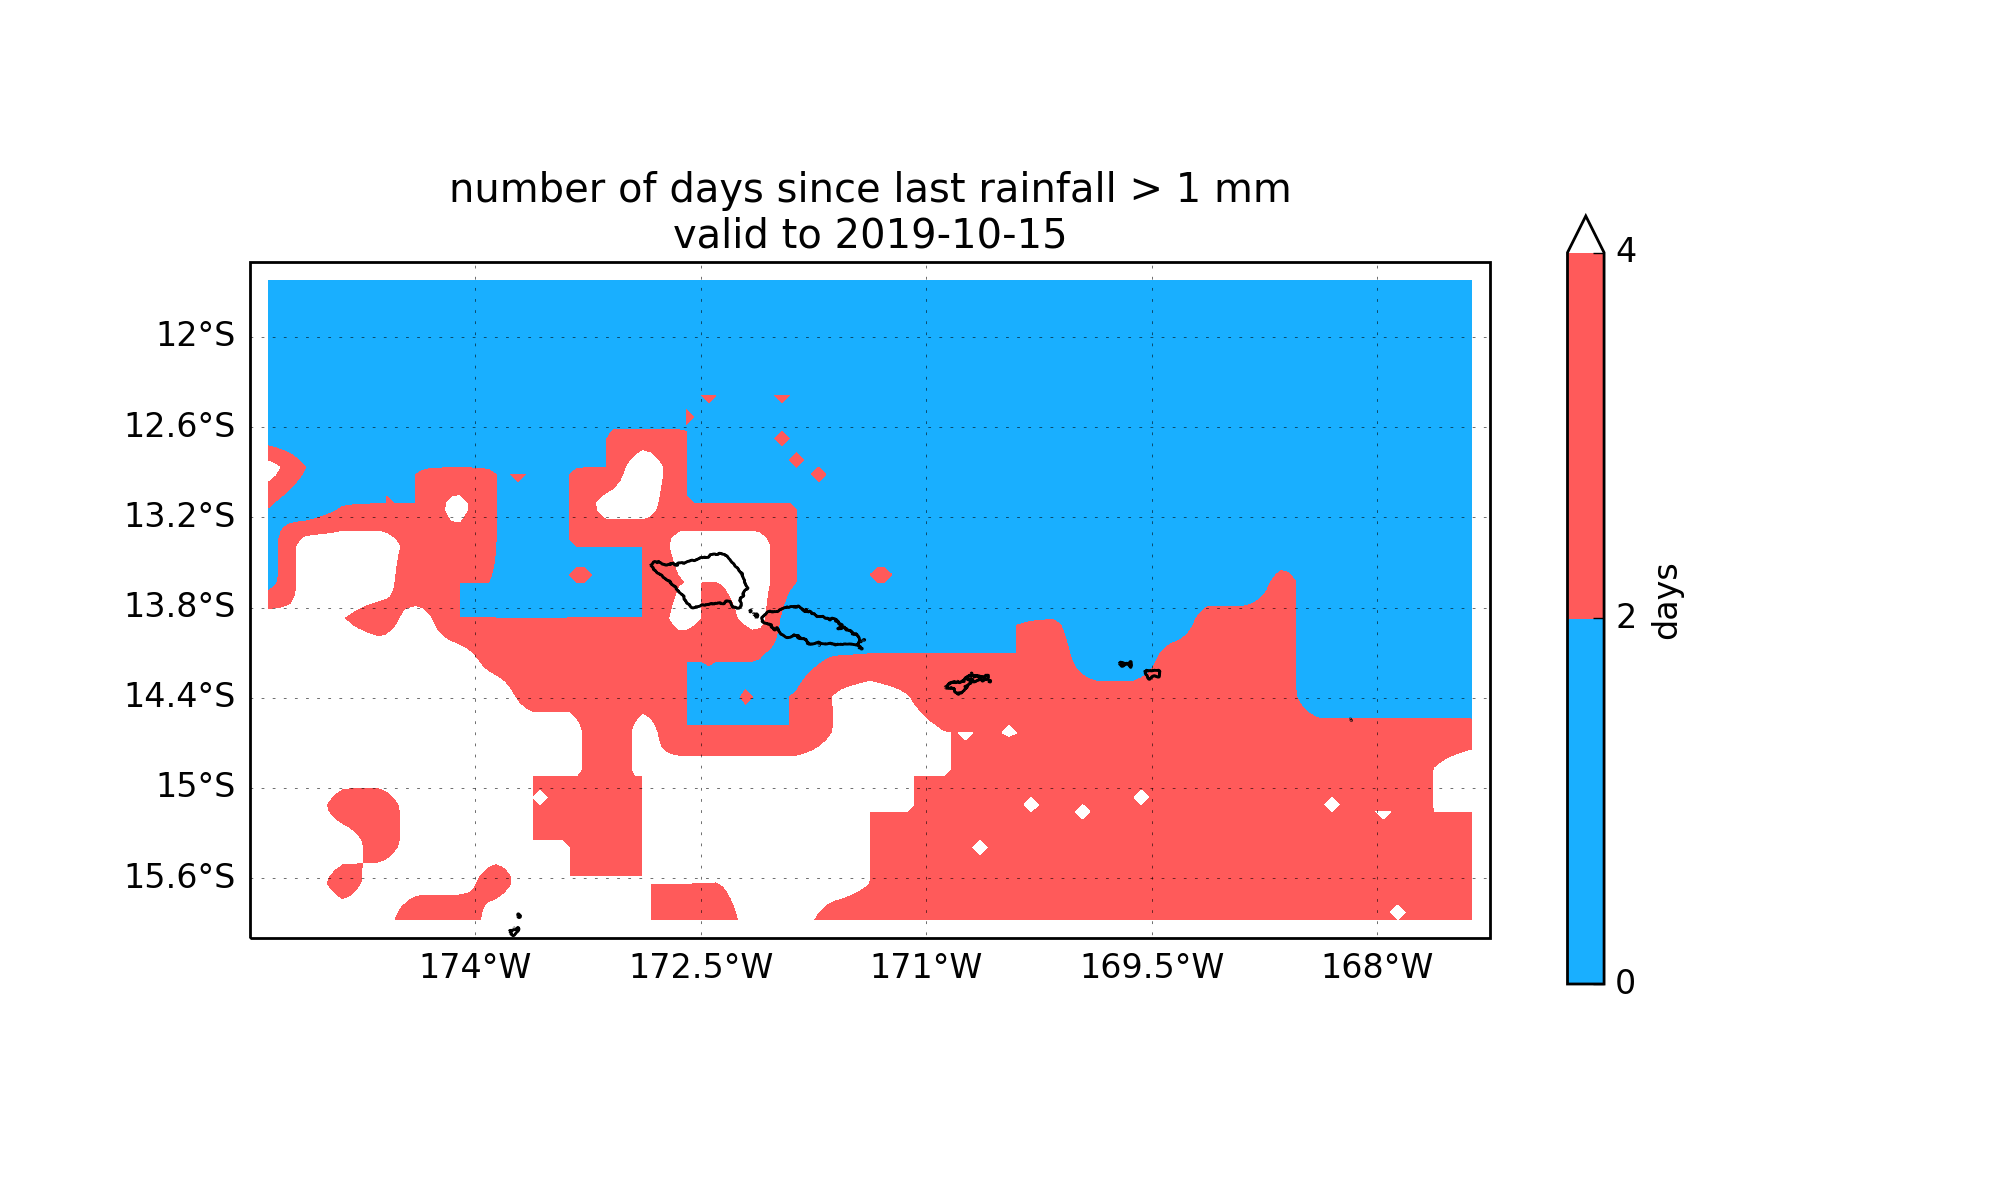 number of days since last rainfall > 1 mm
valid to 2019-10-15
12°S
12.6°S
13.2°S
13.8°S
14.4°S
15°S
15.6°S
174°W
172.5°W
171°W
169.5°W
168°W
4
2
0
days